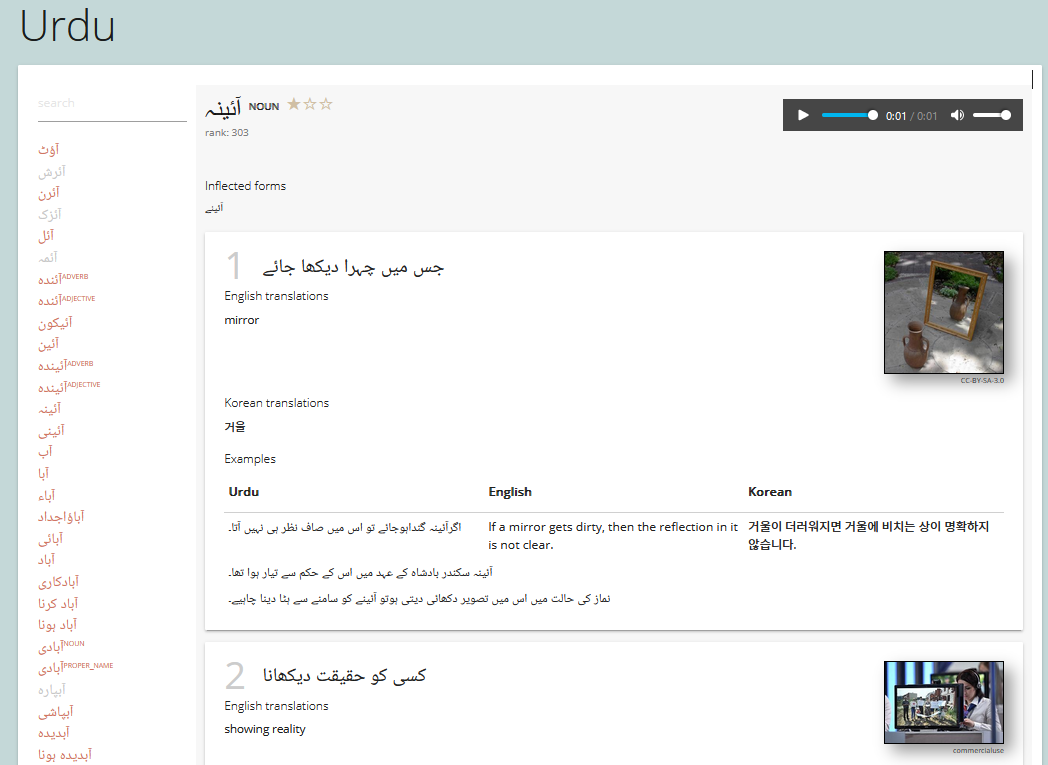 Urdu
search
آؤٹ
آئرش
آئرن
آئزک
آئل
آئمہ
آئندہ ADVERB
آئندہ ADJECTIVE
آئیکون
آئین
آئیندہ ADVERB
آئیندہ ADJECTIVE
آئینہ
آئینی
آب
آبا
آباء
آباؤاجداد
آبائی
آباد
آبادکاری
آباد کرنا
آباد ہونا
آبادی NOUN
آبادی PROPER_NAME
آبپارہ
آبپاشی
آبدیدہ
آبدیدہ ہونا
آئینہ NOUN ★☆☆
rank: 303
0:01 / 0:01
Inflected forms
آئینے
1 جس میں چہرا دیکھا جائے
English translations
mirror
CC-BY-SA-3.0
Korean translations
거울
Examples
Urdu English Korean
اگرآئینہ گنداہوجائے تو اس میں صاف نظر ہی نہیں آتا۔
If a mirror gets dirty, then the reflection in it
is not clear.
거울이 더러워지면 거울에 비치는 상이 명확하지
않습니다.
آئینہ سکندر بادشاہ کے عہد میں اس کے حکم سے تیار ہوا تھا۔
نماز کی حالت میں اس میں تصویر دکھائی دیتی ہوتو آئینے کو سامنے سے ہٹا دینا چاہیے۔
2 کسی کو حقیقت دیکھانا
English translations
showing reality
commercialuse